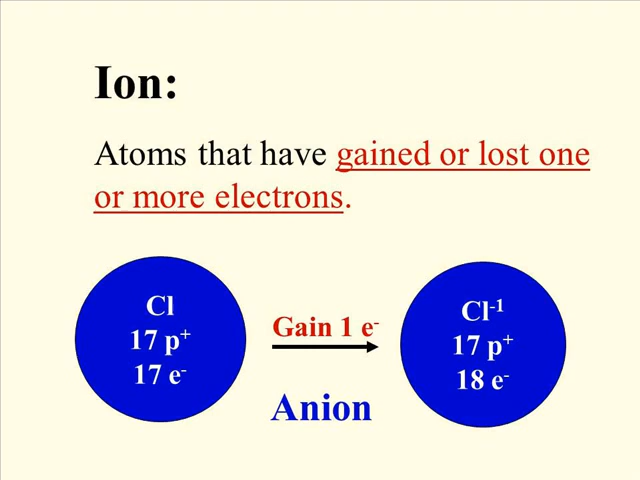 Ion:
Atoms that have gained or lost one
or more electrons.
Cl
17 p⁺
17 e⁻
Gain 1 e⁻
Anion
Cl⁻¹
17 p⁺
18 e⁻